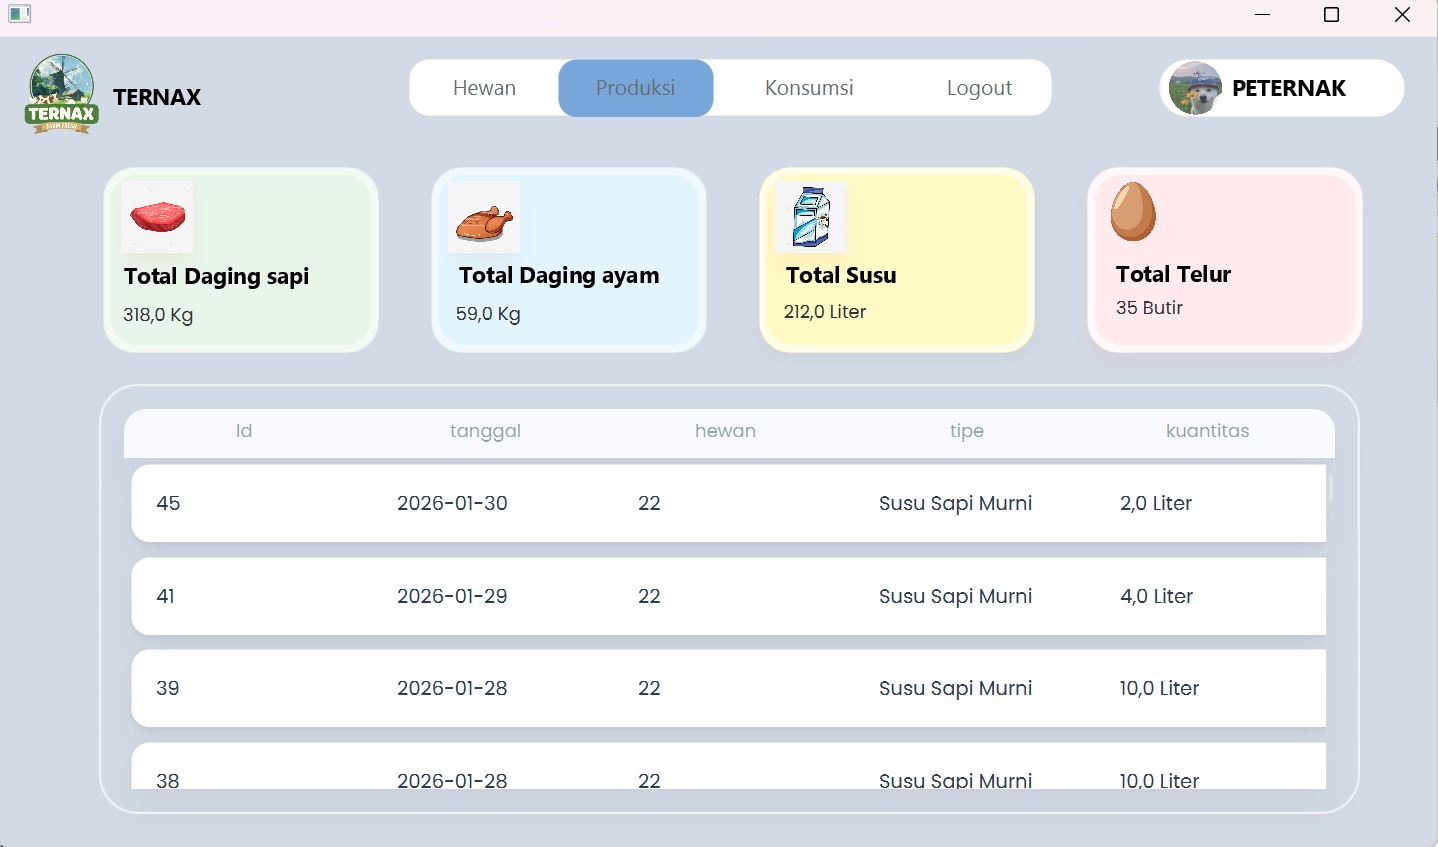 TERNAX
FARM FRESH
TERNAX
Hewan
Produksi
Konsumsi
Logout
PETERNAK
Total Daging sapi
318,0 Kg
Total Daging ayam
59,0 Kg
Total Susu
212,0 Liter
Total Telur
35 Butir
Id tanggal hewan tipe kuantitas
45 2026-01-30 22 Susu Sapi Murni 2,0 Liter
41 2026-01-29 22 Susu Sapi Murni 4,0 Liter
39 2026-01-28 22 Susu Sapi Murni 10,0 Liter
38 2026-01-28 22 Susu Sapi Murni 10,0 Liter